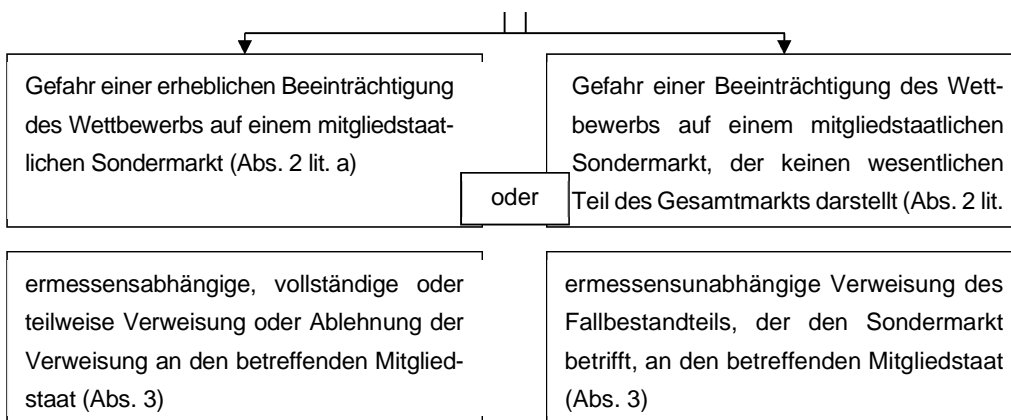 Gefahr einer erheblichen Beeinträchtigung
des Wettbewerbs auf einem mitgliedstaat-
lichen Sondermarkt (Abs. 2 lit. a)
oder
Gefahr einer Beeinträchtigung des Wett-
bewerbs auf einem mitgliedstaatlichen
Sondermarkt, der keinen wesentlichen
Teil des Gesamtmarkts darstellt (Abs. 2 lit.
ermessensabhängige, vollständige oder
teilweise Verweisung oder Ablehnung der
Verweisung an den betreffenden Mitglied-
staat (Abs. 3)
ermessensunabhängige Verweisung des
Fallbestandteils, der den Sondermarkt
betrifft, an den betreffenden Mitgliedstaat
(Abs. 3)